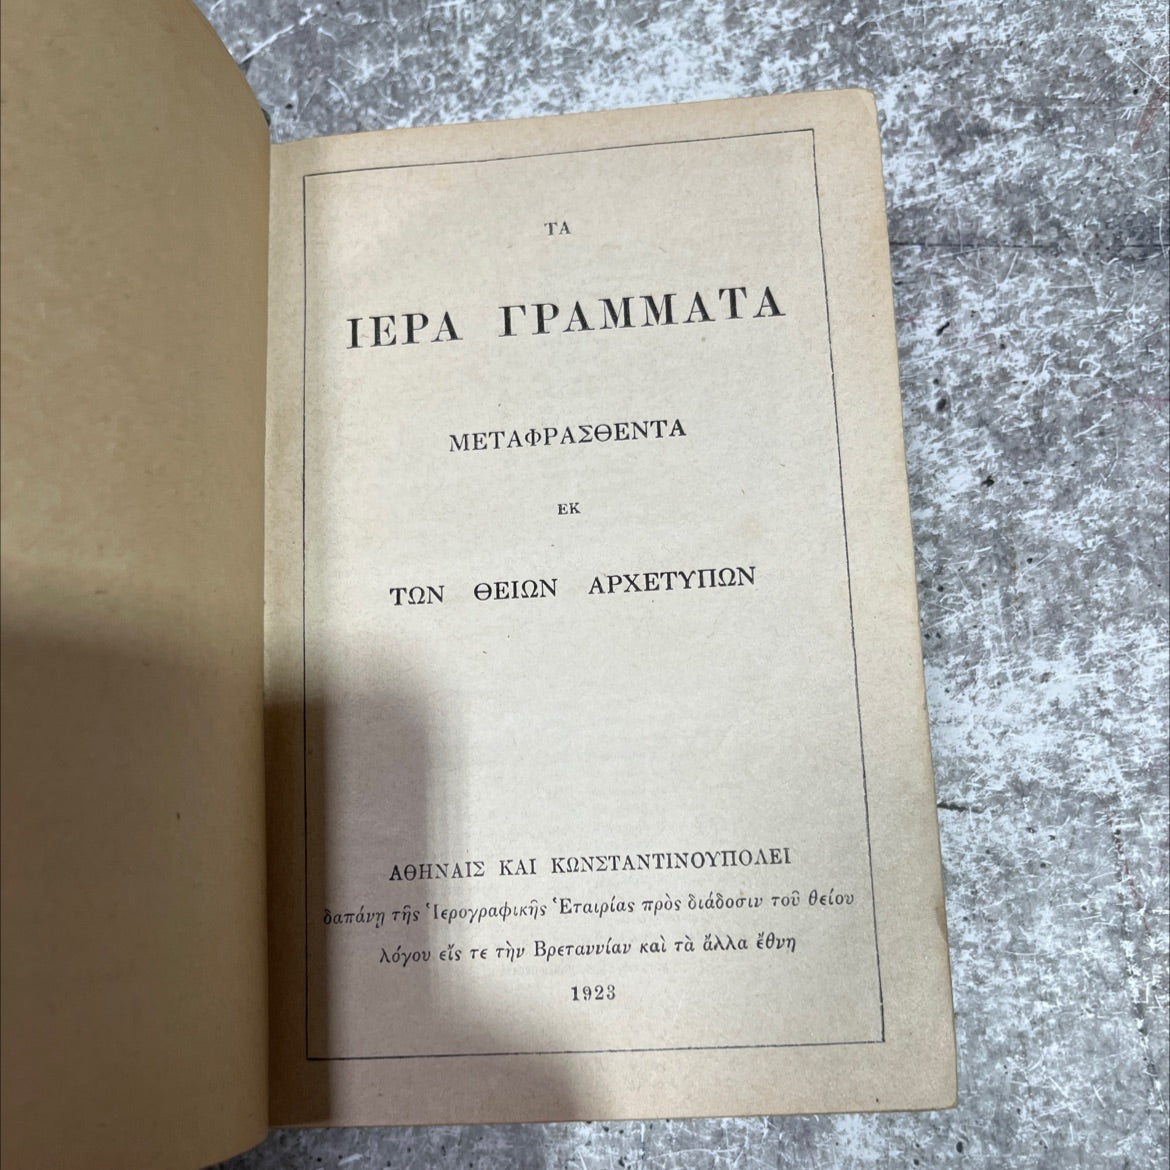 ΤΑ
ΙΕΡΑ ΓΡΑΜΜΑΤΑ
ΜΕΤΑΦΡΑΣΘΕΝΤΑ
ΕΚ
ΤΩΝ ΘΕΙΩΝ ΑΡΧΕΤΥΠΩΝ
ΑΘΗΝΑΙΣ ΚΑΙ ΚΩΝΣΤΑΝΤΙΝΟΥΠΟΛΕΙ
δαπάνῃ τῆς Ἱερογραφικῆς Ἑταιρίας πρὸς διάδοσιν τοῦ θείου
λόγου εἴς τε τὴν Βρεταννίαν καὶ τὰ ἄλλα ἔθνη
1923